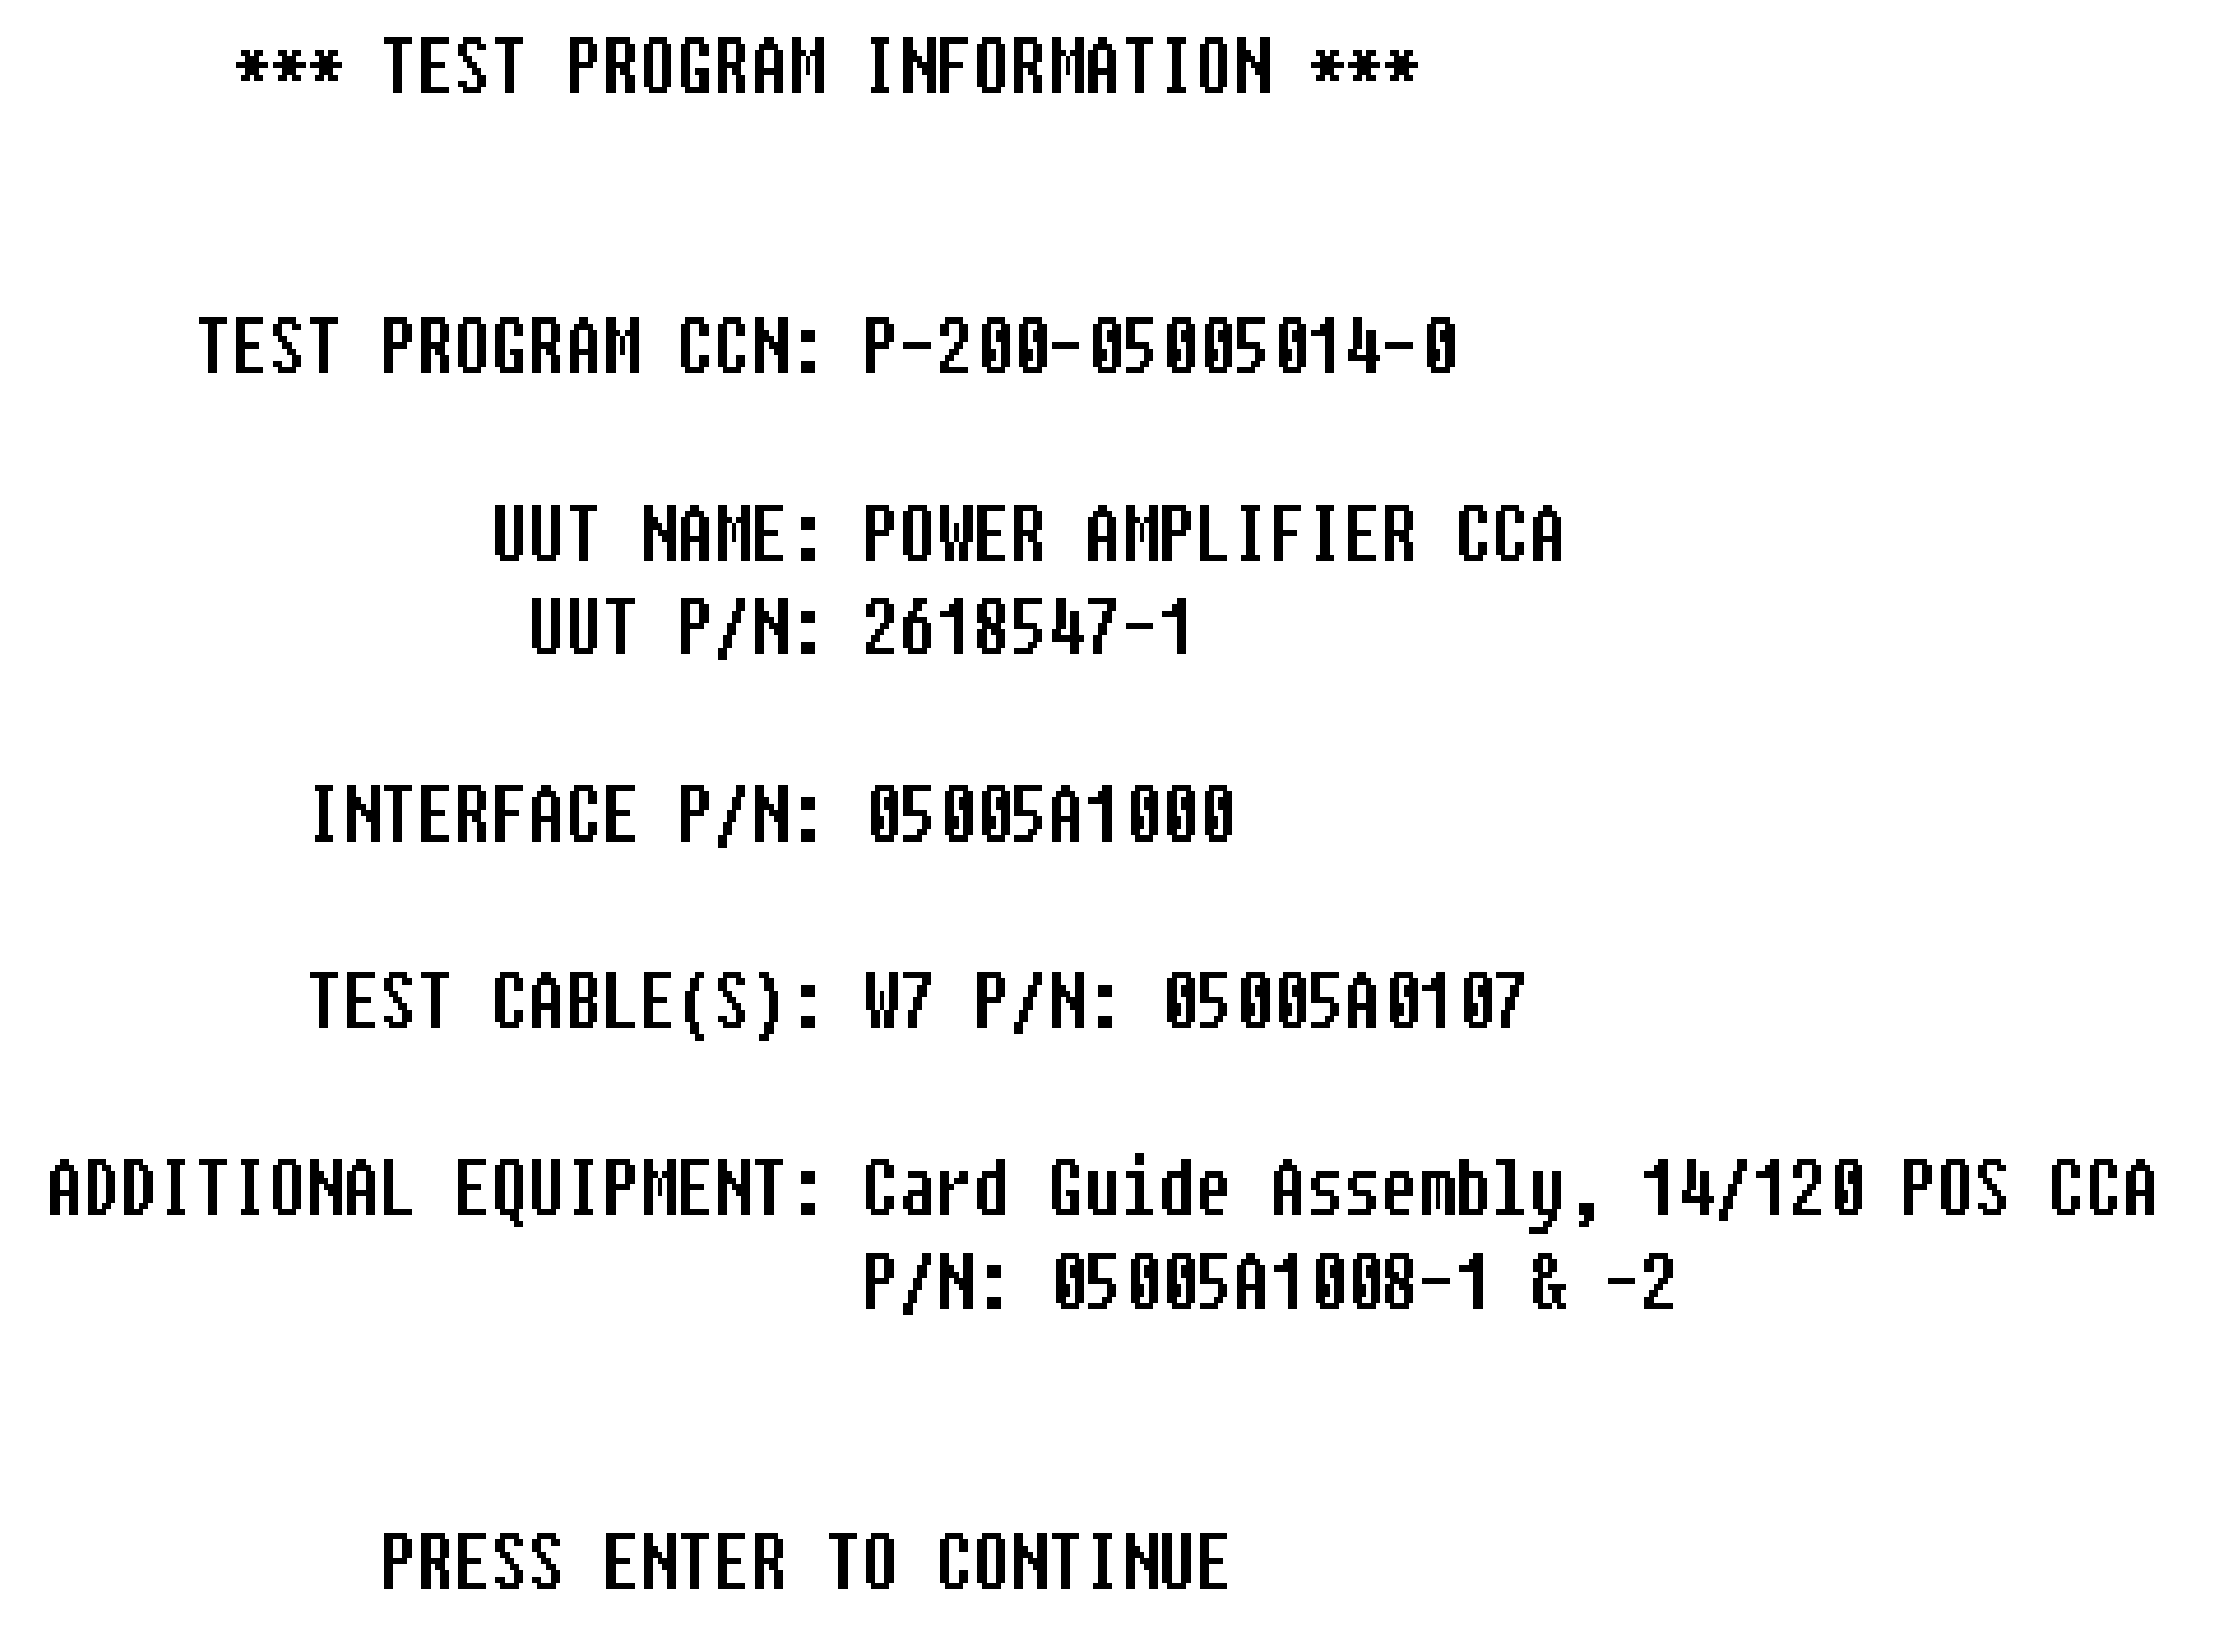 *** TEST PROGRAM INFORMATION ***
TEST PROGRAM CCN: P-200-05005014-0
UUT NAME: POWER AMPLIFIER CCA
UUT P/N: 2618547-1
INTERFACE P/N: 05005A1000
TEST CABLE(S): W7 P/N: 05005A0107
ADDITIONAL EQUIPMENT: Card Guide Assembly, 14/120 POS CCA
P/N: 05005A1008-1 & -2
PRESS ENTER TO CONTINUE